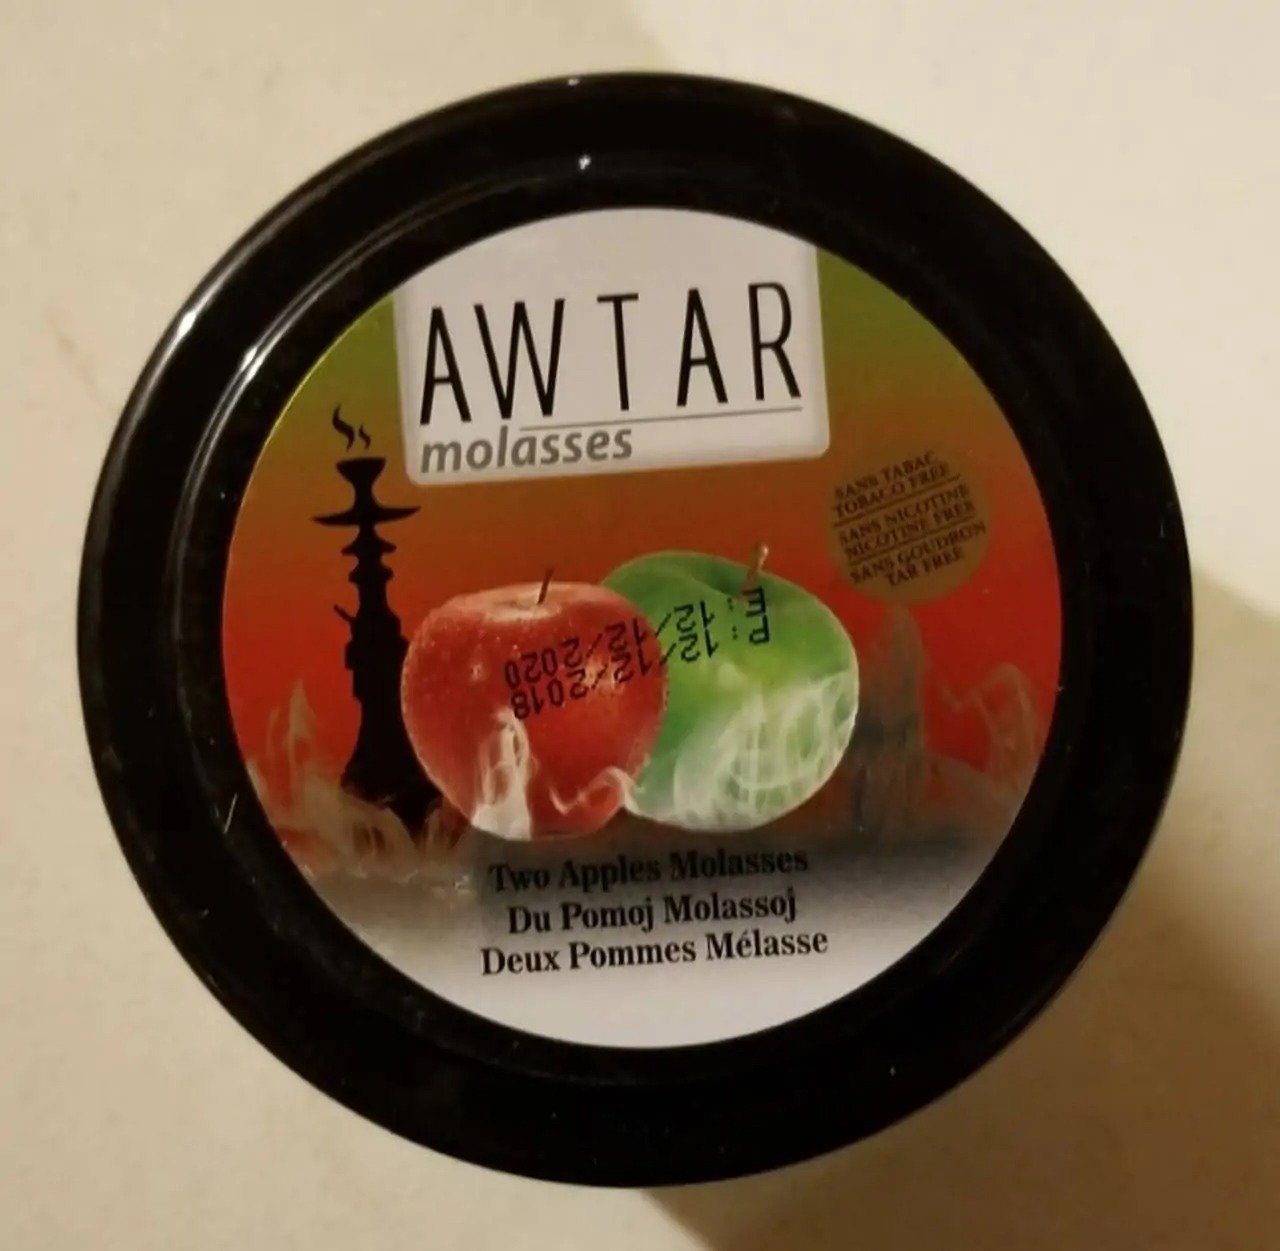 AWTAR
molasses
SANS TABAC
TOBACO FREE
SANS NICOTINE
NICOTINE FREE
SANS GOUDRON
TAR FREE
P: 12/12/2018
E: 12/12/2020
Two Apples Molasses
Du Pomoj Molassoj
Deux Pommes Mélasse